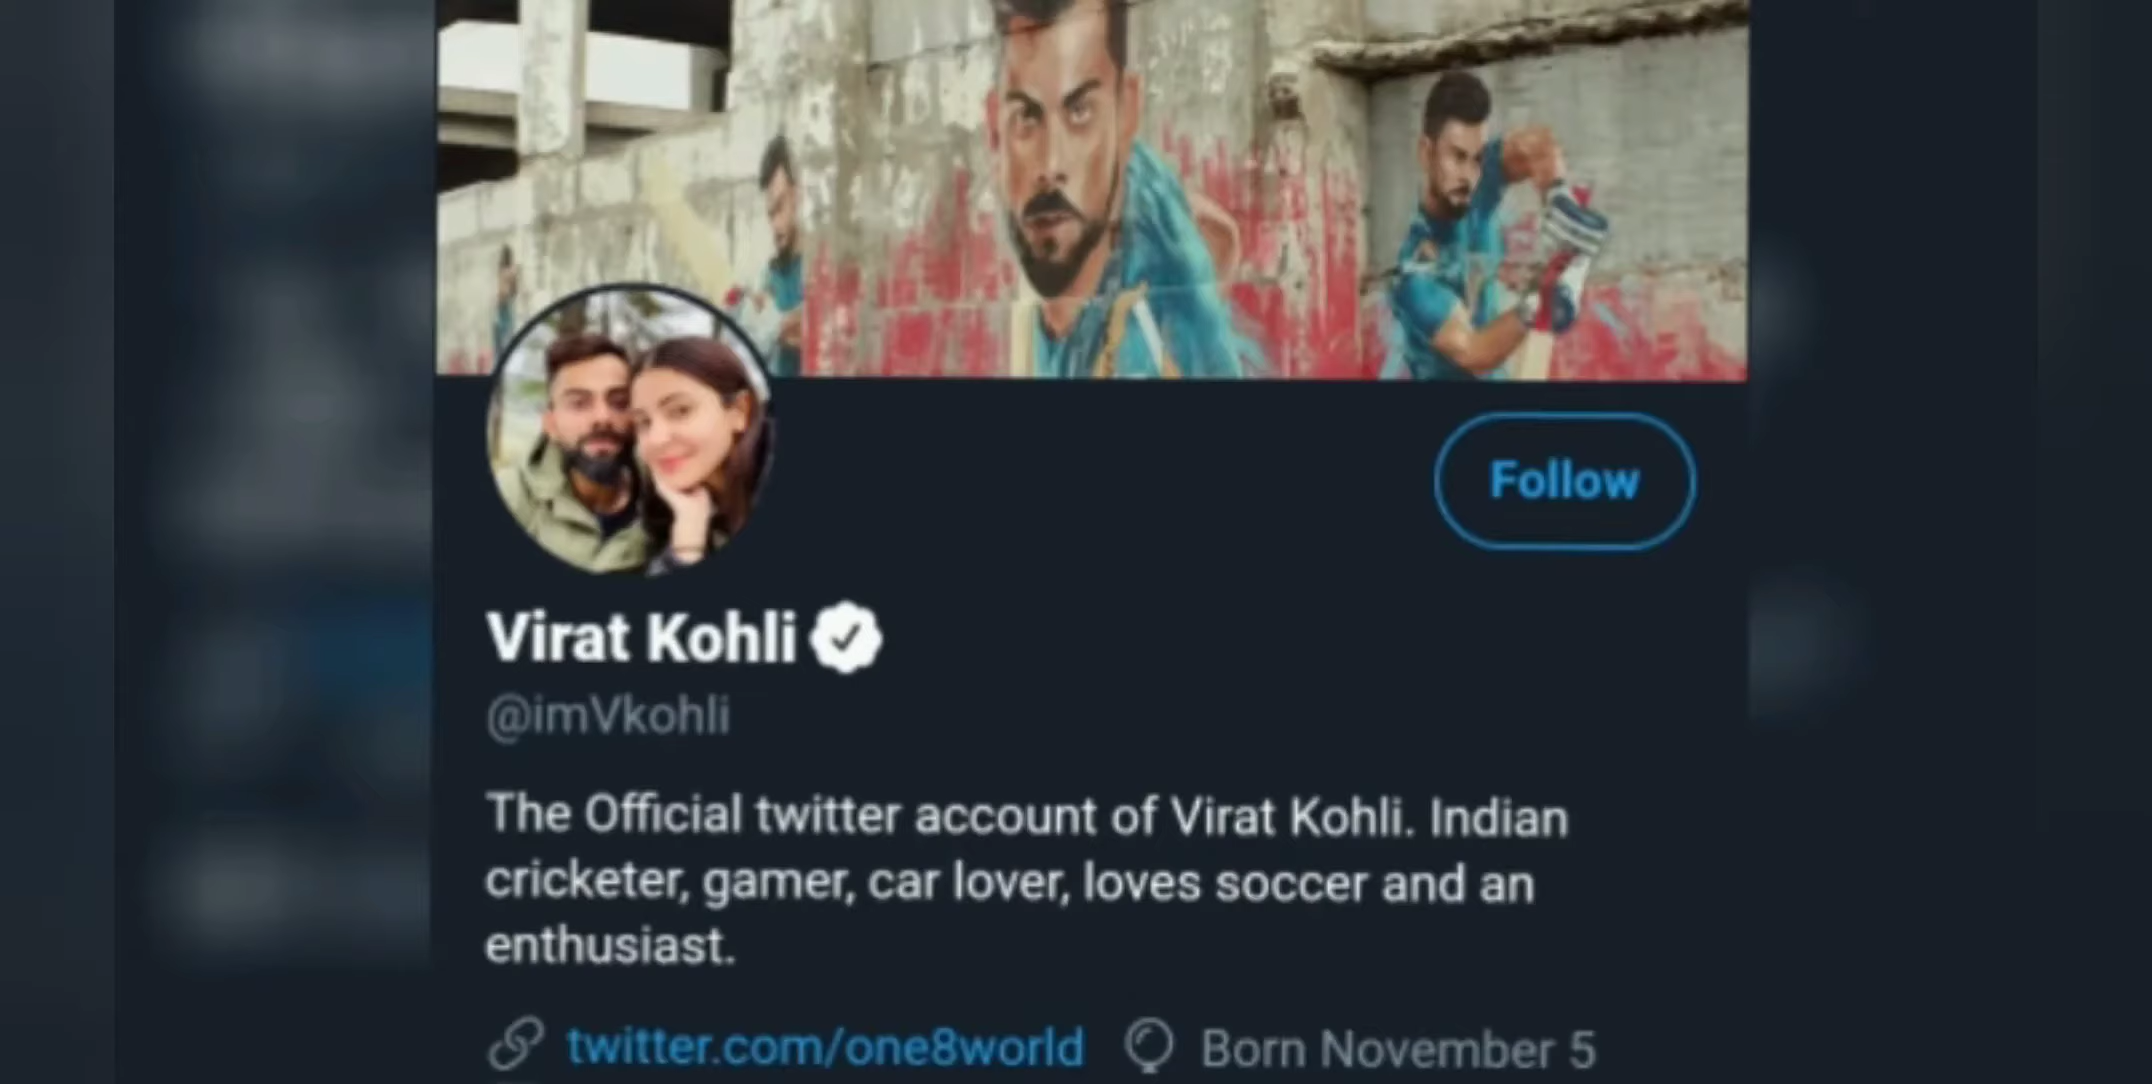 Follow
Virat Kohli
@imVkohli
The Official twitter account of Virat Kohli. Indian
cricketer, gamer, car lover, loves soccer and an
enthusiast.
twitter.com/one8world Born November 5